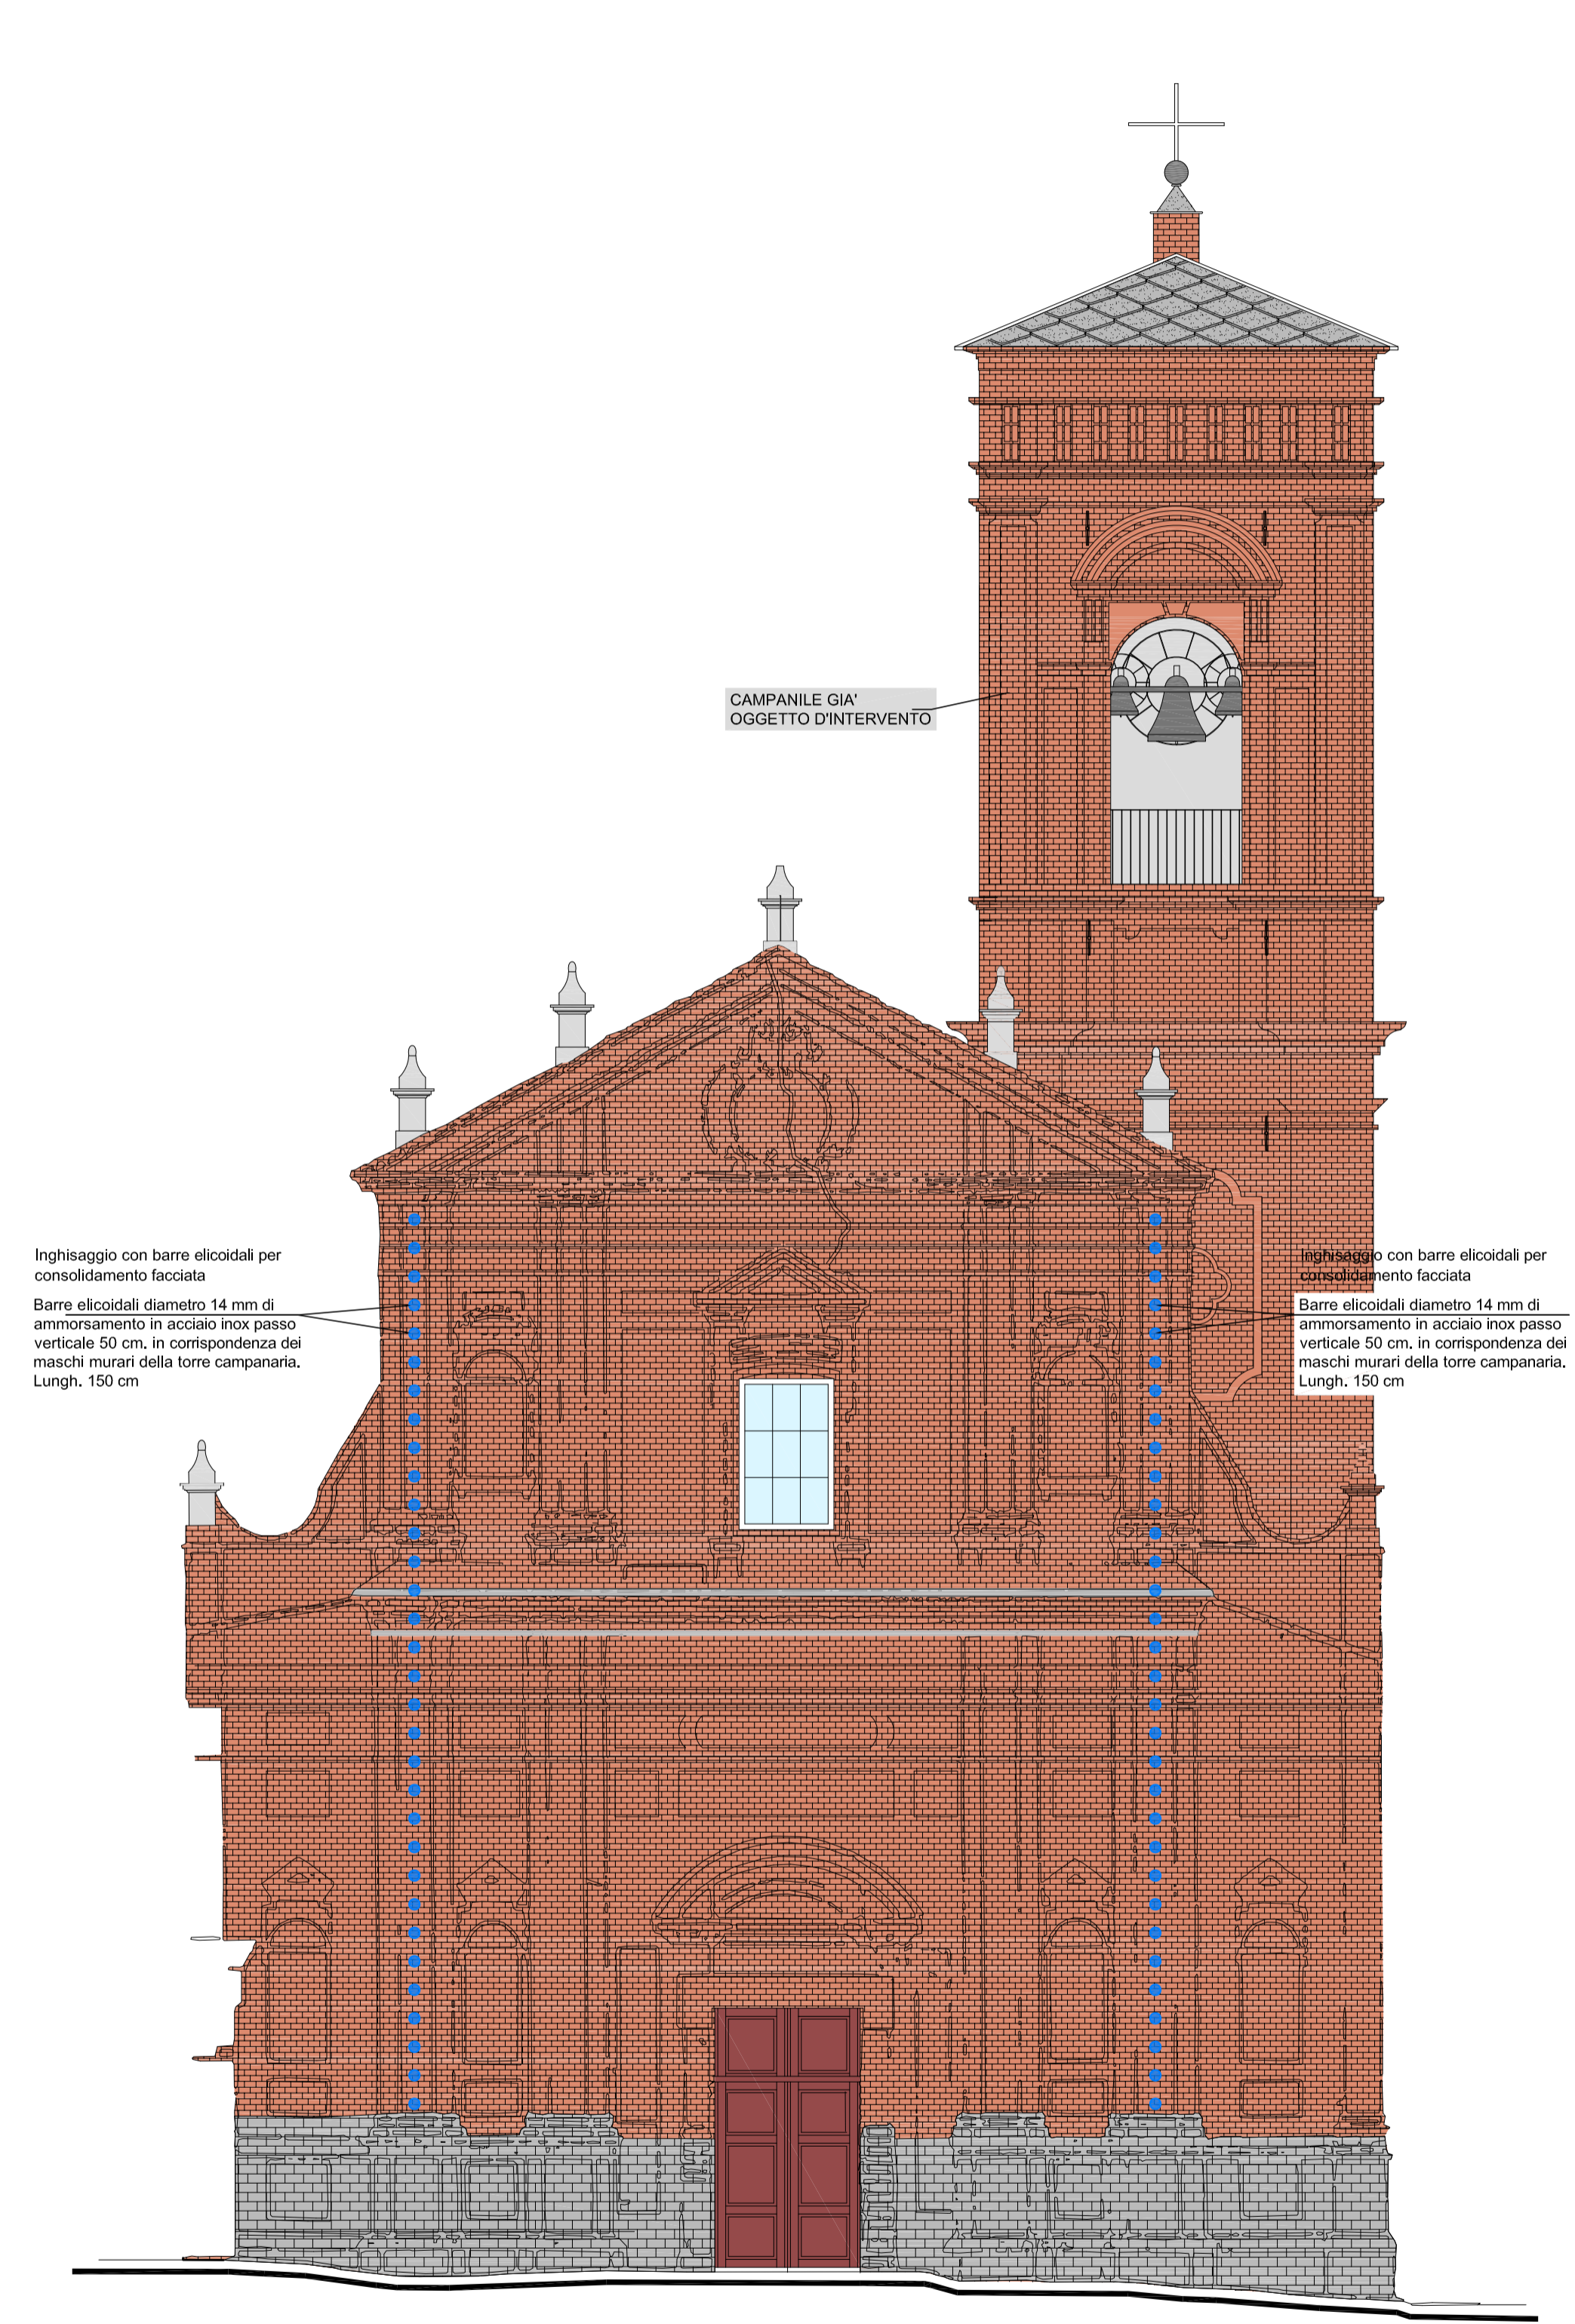 CAMPANILE GIA'
OGGETTO D'INTERVENTO
Inghisaggio con barre elicoidali per
consolidamento facciata
Barre elicoidali diametro 14 mm di
ammorsamento in acciaio inox passo
verticale 50 cm. in corrispondenza dei
maschi murari della torre campanaria.
Lungh. 150 cm
Inghisaggio con barre elicoidali per
consolidamento facciata
Barre elicoidali diametro 14 mm di
ammorsamento in acciaio inox passo
verticale 50 cm. in corrispondenza dei
maschi murari della torre campanaria.
Lungh. 150 cm